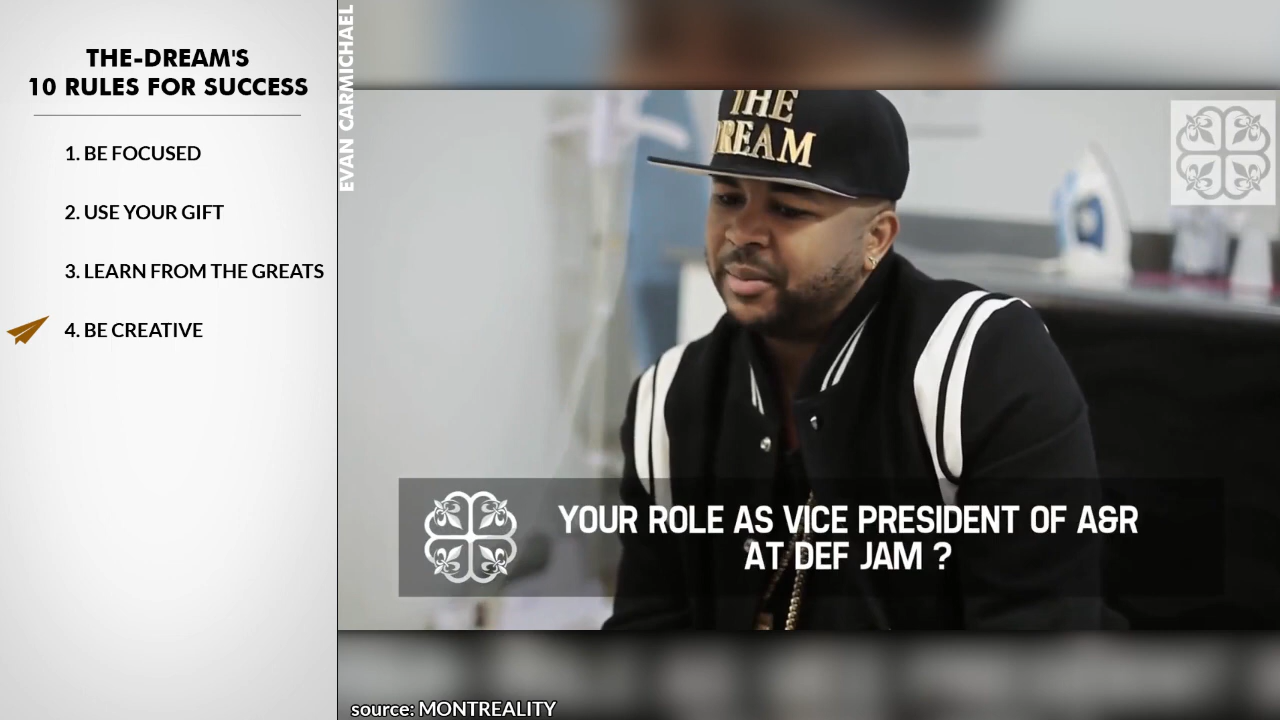 THE-DREAM'S
10 RULES FOR SUCCESS
1. BE FOCUSED
2. USE YOUR GIFT
3. LEARN FROM THE GREATS
4. BE CREATIVE
EVAN CARMICHAEL
THE
DREAM
YOUR ROLE AS VICE PRESIDENT OF A&R
AT DEF JAM ?
source: MONTREALITY